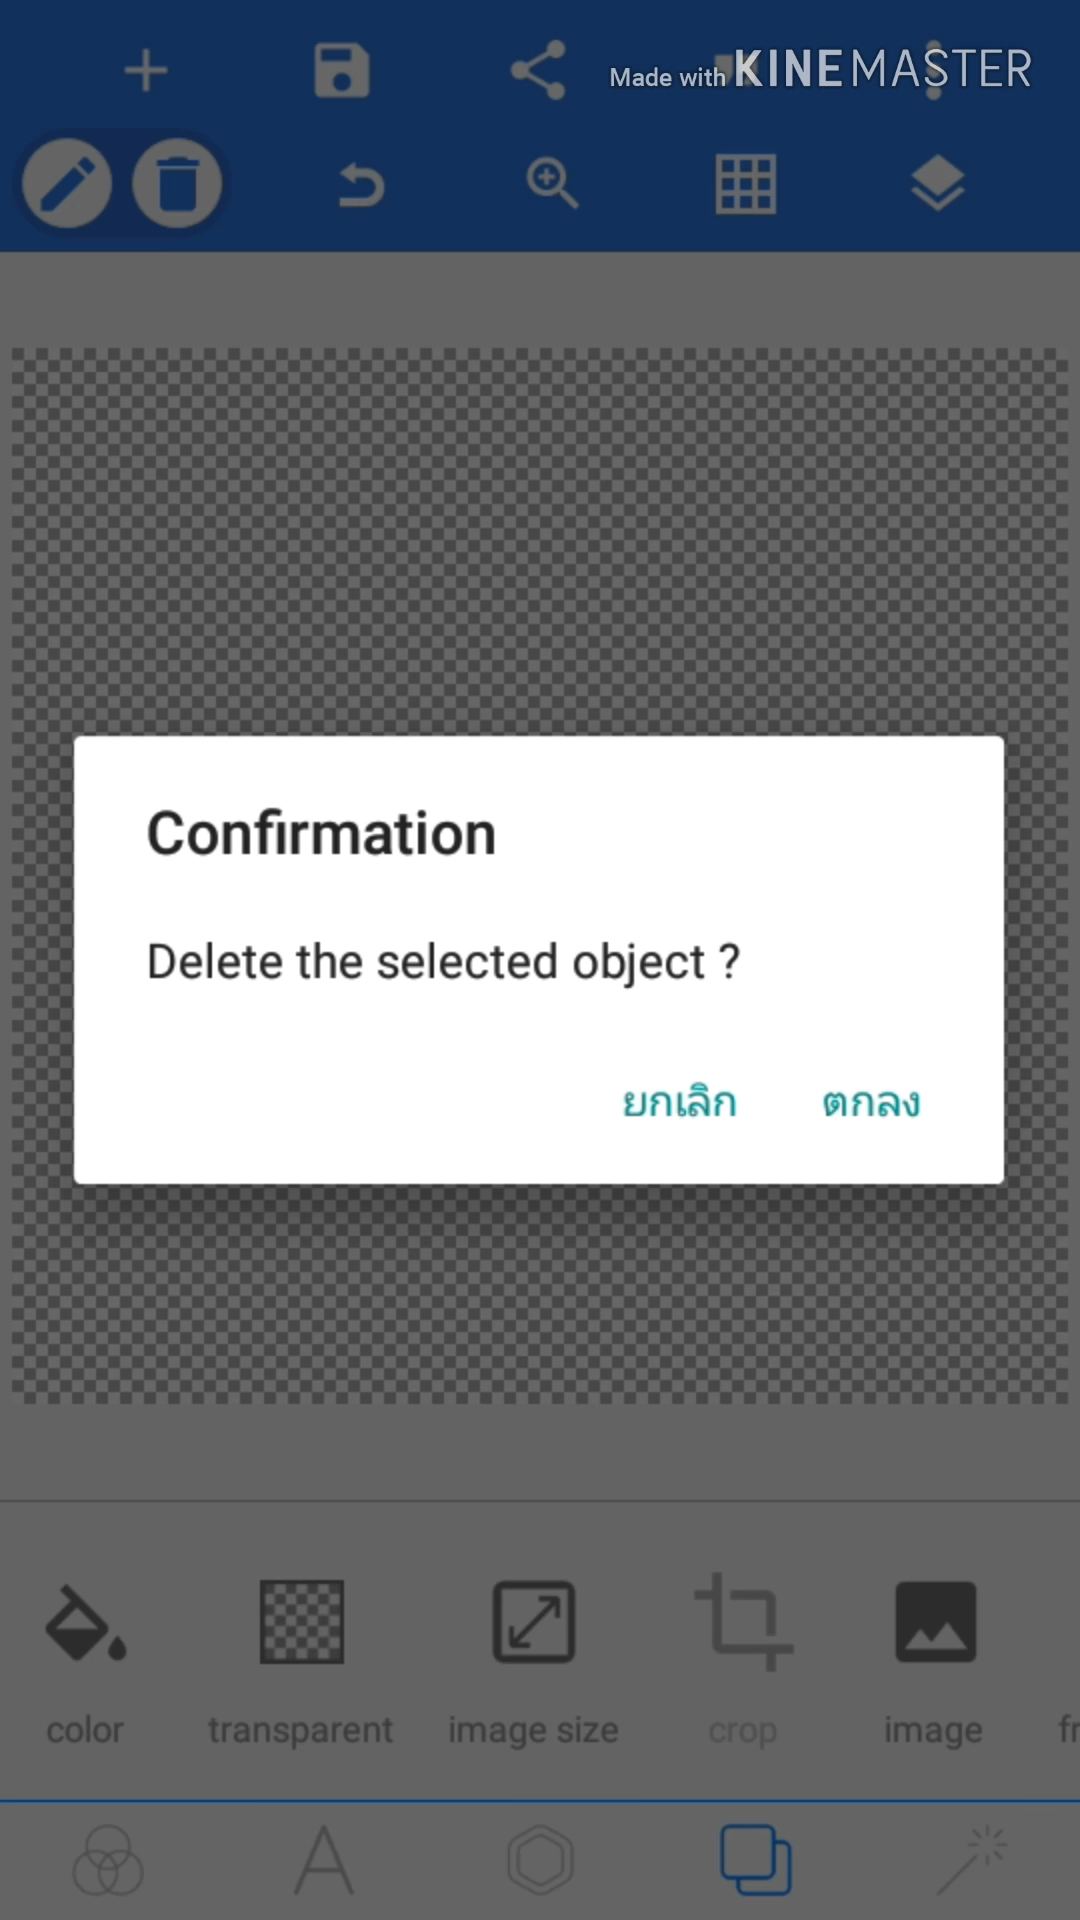 Made with KINEMASTER
Confirmation
Delete the selected object ?
ยกเลิก ตกลง
color transparent image size crop image fr